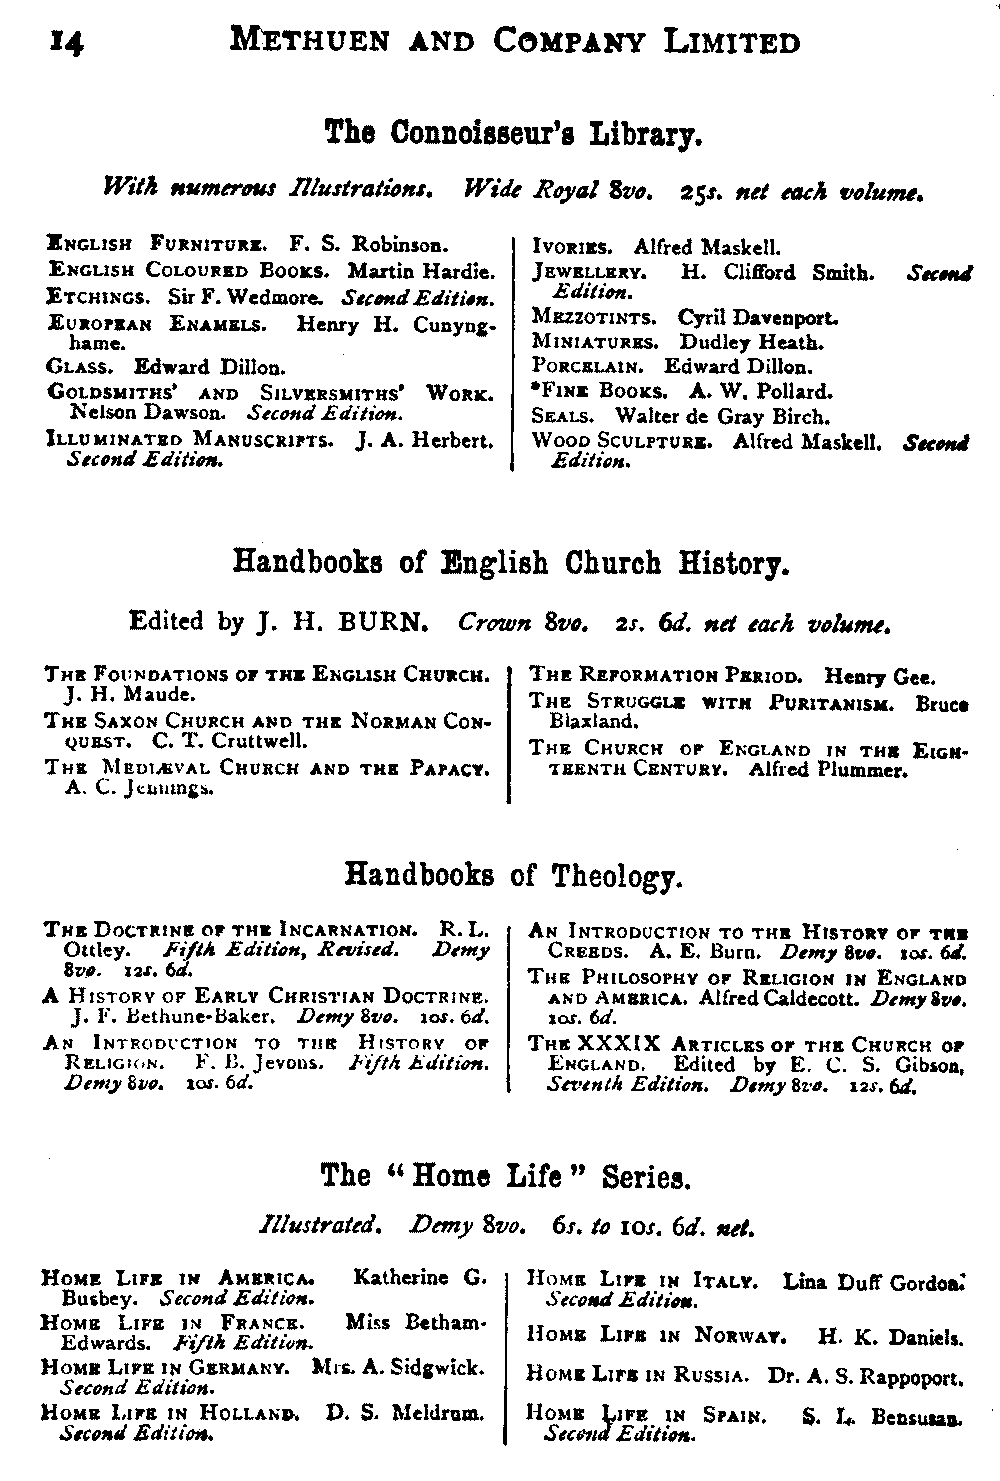 14 METHUEN AND COMPANY LIMITED
The Connoisseur's Library.
With numerous Illustrations. Wide Royal 8vo. 25s. net each volume.
ENGLISH FURNITURE. F. S. Robinson.
ENGLISH COLOURED BOOKS. Martin Hardie.
ETCHINGS. Sir F. Wedmore. Second Edition.
EUROPEAN ENAMELS. Henry H. Cunyng-
hame.
GLASS. Edward Dillon.
GOLDSMITHS' AND SILVERSMITHS' WORK.
Nelson Dawson. Second Edition.
ILLUMINATED MANUSCRIPTS. J. A. Herbert.
Second Edition.
IVORIES. Alfred Maskell.
JEWELLERY. H. Clifford Smith. Second
Edition.
MEZZOTINTS. Cyril Davenport.
MINIATURES. Dudley Heath.
PORCELAIN. Edward Dillon.
*FINE BOOKS. A. W. Pollard.
SEALS. Walter de Gray Birch.
WOOD SCULPTURE. Alfred Maskell. Second
Edition.
Handbooks of English Church History.
Edited by J. H. BURN. Crown 8vo. 2s. 6d. net each volume.
THE FOUNDATIONS OF THE ENGLISH CHURCH.
J. H. Maude.
THE SAXON CHURCH AND THE NORMAN CON-
QUEST. C. T. Cruttwell.
THE MEDIÆVAL CHURCH AND THE PAPACY.
A. C. Jennings.
THE REFORMATION PERIOD. Henry Gee.
THE STRUGGLE WITH PURITANISM. Bruce
Blaxland.
THE CHURCH OF ENGLAND IN THE EIGH-
TEENTH CENTURY. Alfred Plummer.
Handbooks of Theology.
THE DOCTRINE OF THE INCARNATION. R. L.
Ottley. Fifth Edition, Revised. Demy
8vo. 12s. 6d.
A HISTORY OF EARLY CHRISTIAN DOCTRINE.
J. F. Bethune-Baker. Demy 8vo. 10s. 6d.
AN INTRODUCTION TO THE HISTORY OF
RELIGION. F. B. Jevons. Fifth Edition.
Demy 8vo. 10s. 6d.
AN INTRODUCTION TO THE HISTORY OF THE
CREEDS. A. E. Burn. Demy 8vo. 10s. 6d.
THE PHILOSOPHY OF RELIGION IN ENGLAND
AND AMERICA. Alfred Caldecott. Demy 8vo.
10s. 6d.
THE XXXIX ARTICLES OF THE CHURCH OF
ENGLAND. Edited by E. C. S. Gibson,
Seventh Edition. Demy 8vo. 12s. 6d.
The "Home Life" Series.
Illustrated. Demy 8vo. 6s. to 10s. 6d. net.
HOME LIFE IN AMERICA. Katherine G.
Busbey. Second Edition.
HOME LIFE IN FRANCE. Miss Betham-
Edwards. Fifth Edition.
HOME LIFE IN GERMANY. Mrs. A. Sidgwick.
Second Edition.
HOME LIFE IN HOLLAND. D. S. Meldrum.
Second Edition.
HOME LIFE IN ITALY. Lina Duff Gordon.
Second Edition.
HOME LIFE IN NORWAY. H. K. Daniels.
HOME LIFE IN RUSSIA. Dr. A. S. Rappoport.
HOME LIFE IN SPAIN. S. L. Bensusan.
Second Edition.